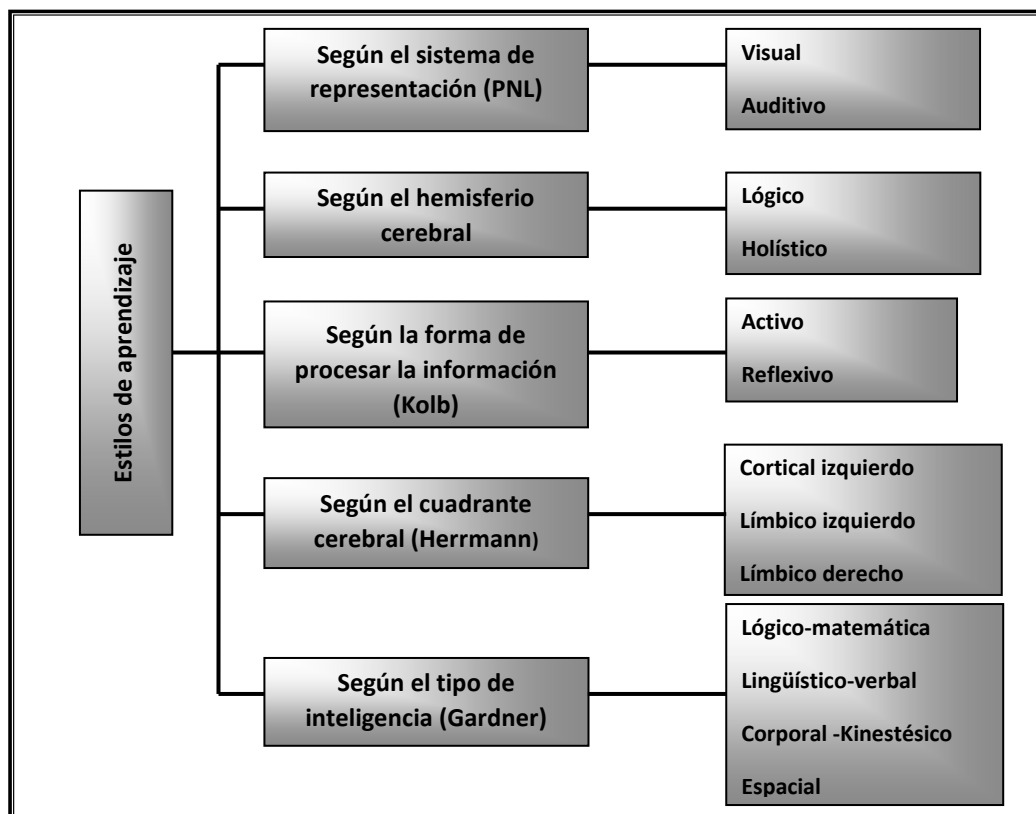 Estilos de aprendizaje
Según el sistema de
representación (PNL)
Visual
Auditivo
Según el hemisferio
cerebral
Lógico
Holístico
Según la forma de
procesar la información
(Kolb)
Activo
Reflexivo
Según el cuadrante
cerebral (Herrmann)
Cortical izquierdo
Límbico izquierdo
Límbico derecho
Según el tipo de
inteligencia (Gardner)
Lógico-matemática
Lingüístico-verbal
Corporal -Kinestésico
Espacial